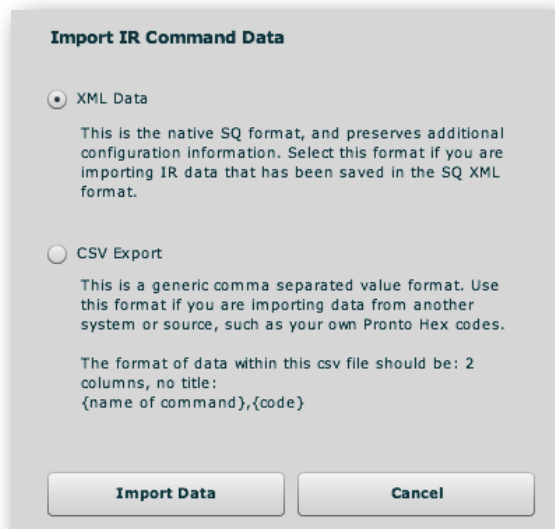 Import IR Command Data
XML Data
This is the native SQ format, and preserves additional
configuration information. Select this format if you are
importing IR data that has been saved in the SQ XML
format.
CSV Export
This is a generic comma separated value format. Use
this format if you are importing data from another
system or source, such as your own Pronto Hex codes.
The format of data within this csv file should be: 2
columns, no title:
{name of command},{code}
Import Data Cancel